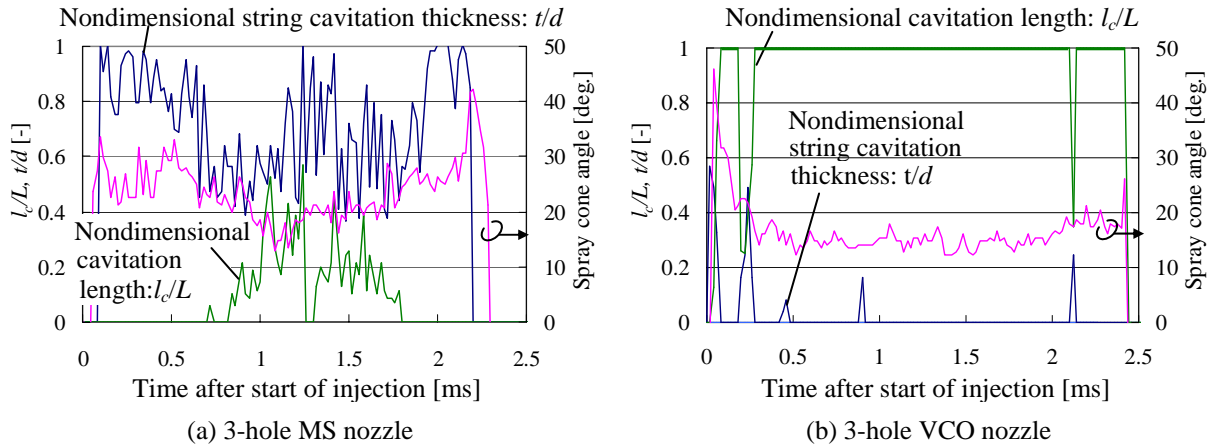 Nondimensional string cavitation thickness: t/d
1
0.8
0.6
0.4
0.2
0
l_c/L, t/d [-]
50
40
30
20
10
0
Spray cone angle [deg.]
Nondimensional
cavitation
length:l_c/L
0
0.5
1
1.5
2
2.5
Time after start of injection [ms]
(a) 3-hole MS nozzle
Nondimensional cavitation length: l_c/L
1
0.8
0.6
0.4
0.2
0
l_c/L, t/d [-]
50
40
30
20
10
0
Spray cone angle [deg.]
Nondimensional
string cavitation
thickness: t/d
0
0.5
1
1.5
2
2.5
Time after start of injection [ms]
(b) 3-hole VCO nozzle